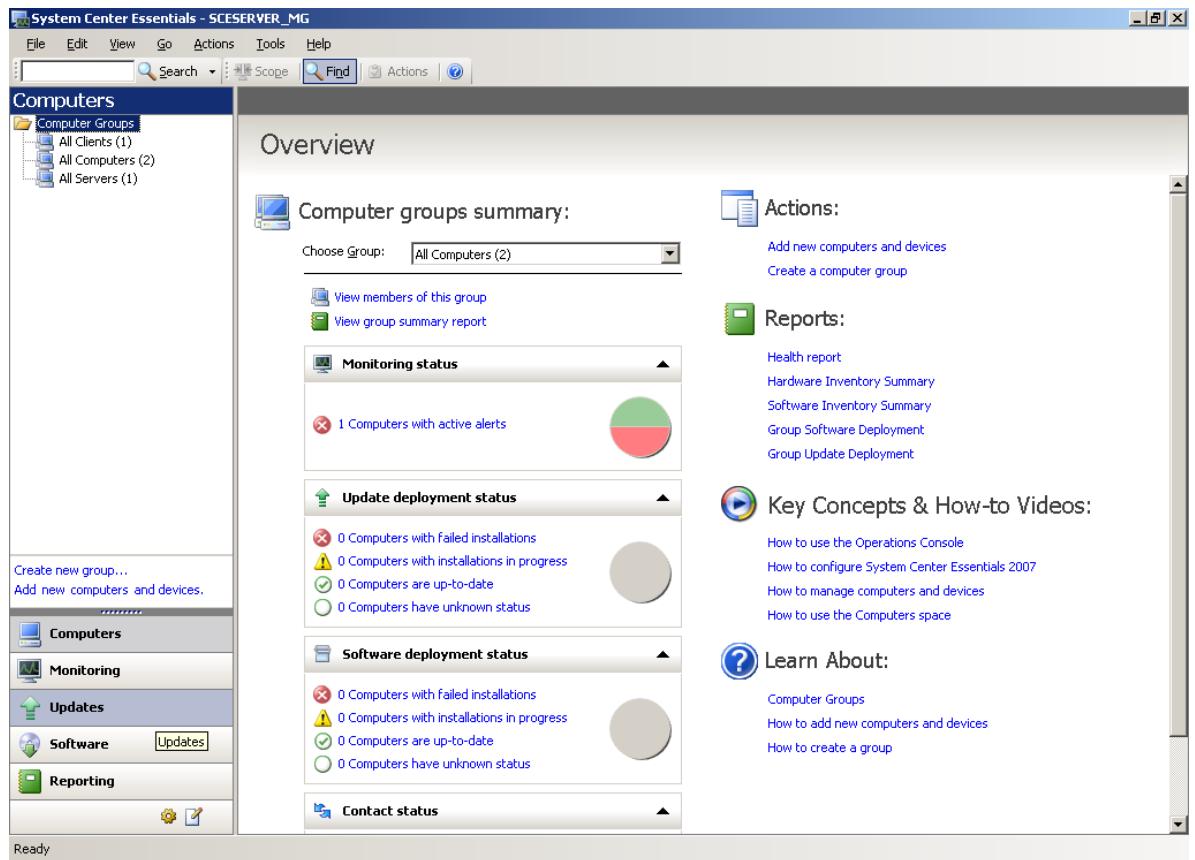 System Center Essentials - SCESERVER_MG
File Edit View Go Actions Tools Help
Search Scope Find Actions
Computers
Computer Groups
All Clients (1)
All Computers (2)
All Servers (1)
Create new group...
Add new computers and devices.
Computers
Monitoring
Updates
Software
Updates
Reporting
Overview
Computer groups summary:
Choose Group: All Computers (2)
View members of this group
View group summary report
Monitoring status
1 Computers with active alerts
Update deployment status
0 Computers with failed installations
0 Computers with installations in progress
0 Computers are up-to-date
0 Computers have unknown status
Software deployment status
0 Computers with failed installations
0 Computers with installations in progress
0 Computers are up-to-date
0 Computers have unknown status
Contact status
Actions:
Add new computers and devices
Create a computer group
Reports:
Health report
Hardware Inventory Summary
Software Inventory Summary
Group Software Deployment
Group Update Deployment
Key Concepts & How-to Videos:
How to use the Operations Console
How to configure System Center Essentials 2007
How to manage computers and devices
How to use the Computers space
Learn About:
Computer Groups
How to add new computers and devices
How to create a group
Ready